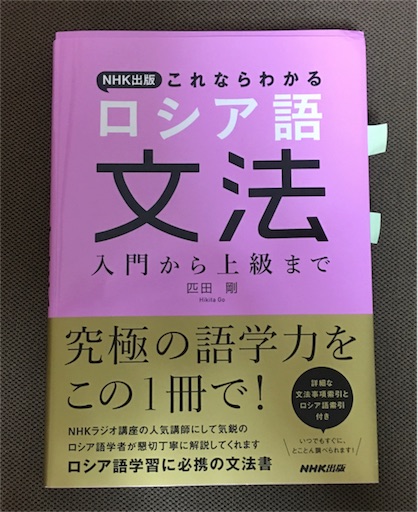 NHK出版 これならわかる
ロシア語
文法
入門から上級まで
匹田 剛
Hikita Go
究極の語学力を
この1冊で!
詳細な
文法事項索引と
ロシア語索引
付き
NHKラジオ講座の人気講師にして気鋭の
ロシア語学者が懇切丁寧に解説してくれます
ロシア語学習に必携の文法書
いつでもすぐに、
とことん調べられます!
NHK出版